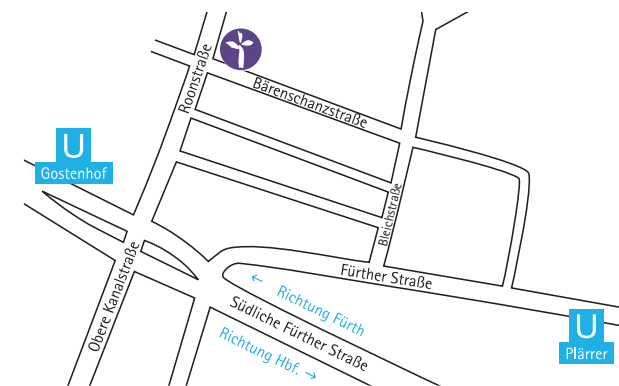 Roonstraße
Bärenschanzstraße
U
Gostenhof
Bleichstraße
Obere Kanalstraße
Fürther Straße
← Richtung Fürth
Südliche Fürther Straße
Richtung Hbf. →
U
Plärrer